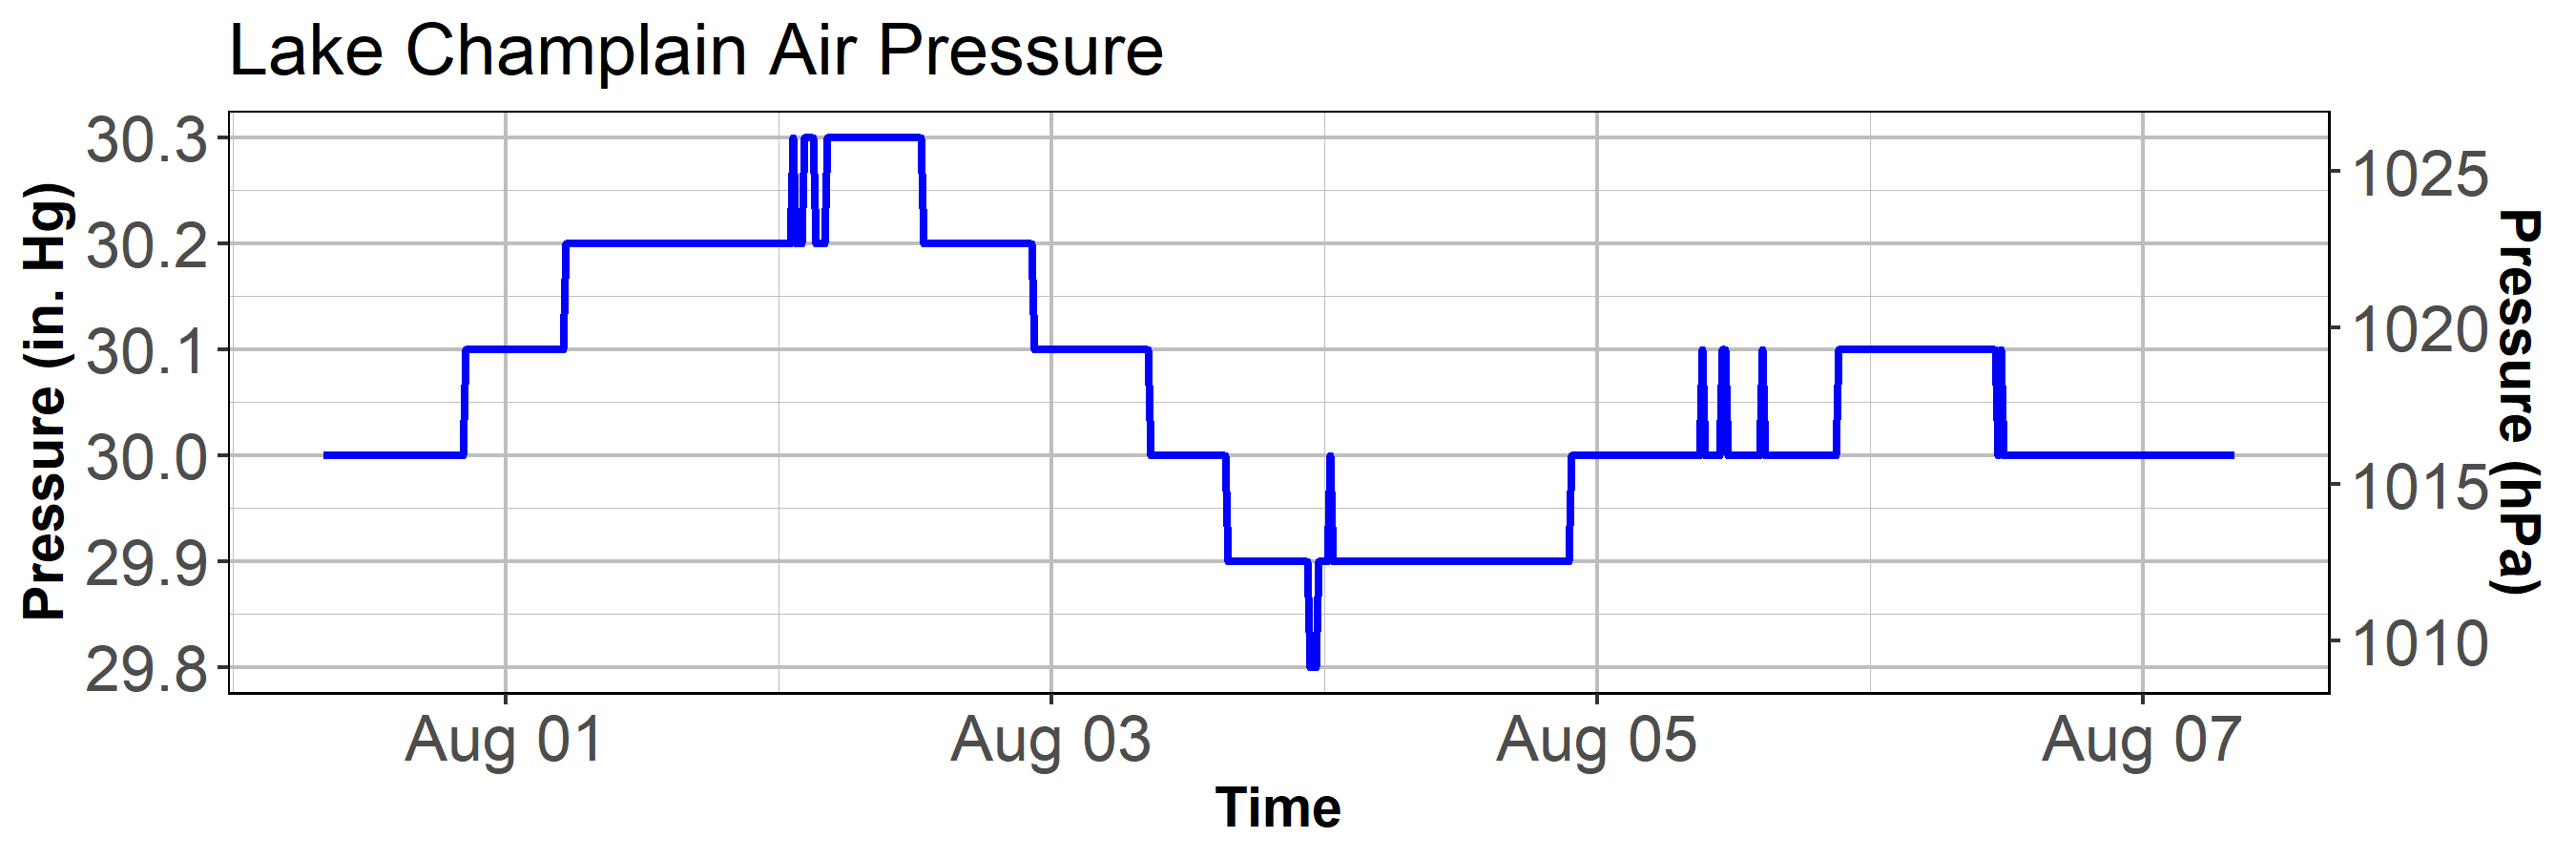 Lake Champlain Air Pressure
Pressure (in. Hg)
30.3
30.2
30.1
30.0
29.9
29.8
1025
1020
1015
1010
Pressure (hPa)
Aug 01 Aug 03 Aug 05 Aug 07
Time